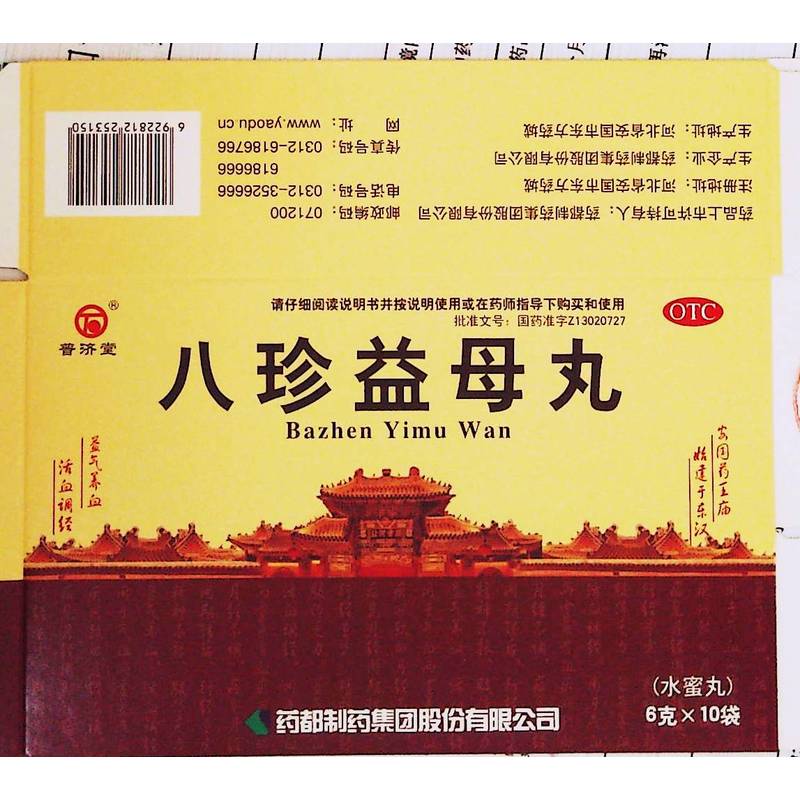 药品上市许可持有人：药都制药集团股份有限公司
注册地址：河北省安国市东方药城
生产企业：药都制药集团股份有限公司
生产地址：河北省安国市东方药城
邮政编码：071200
电话号码：0312-3526666
6186666
传真号码：0312-6186766
网 址：www.yaodu.cn
6 922812 253150
请仔细阅读说明书并按说明使用或在药师指导下购买和使用
批准文号：国药准字Z13020727
OTC
®
普济堂
八珍益母丸
Bazhen Yimu Wan
益气养血
活血调经
安国药王庙
始建于东汉
（水蜜丸）
6克×10袋
药都制药集团股份有限公司